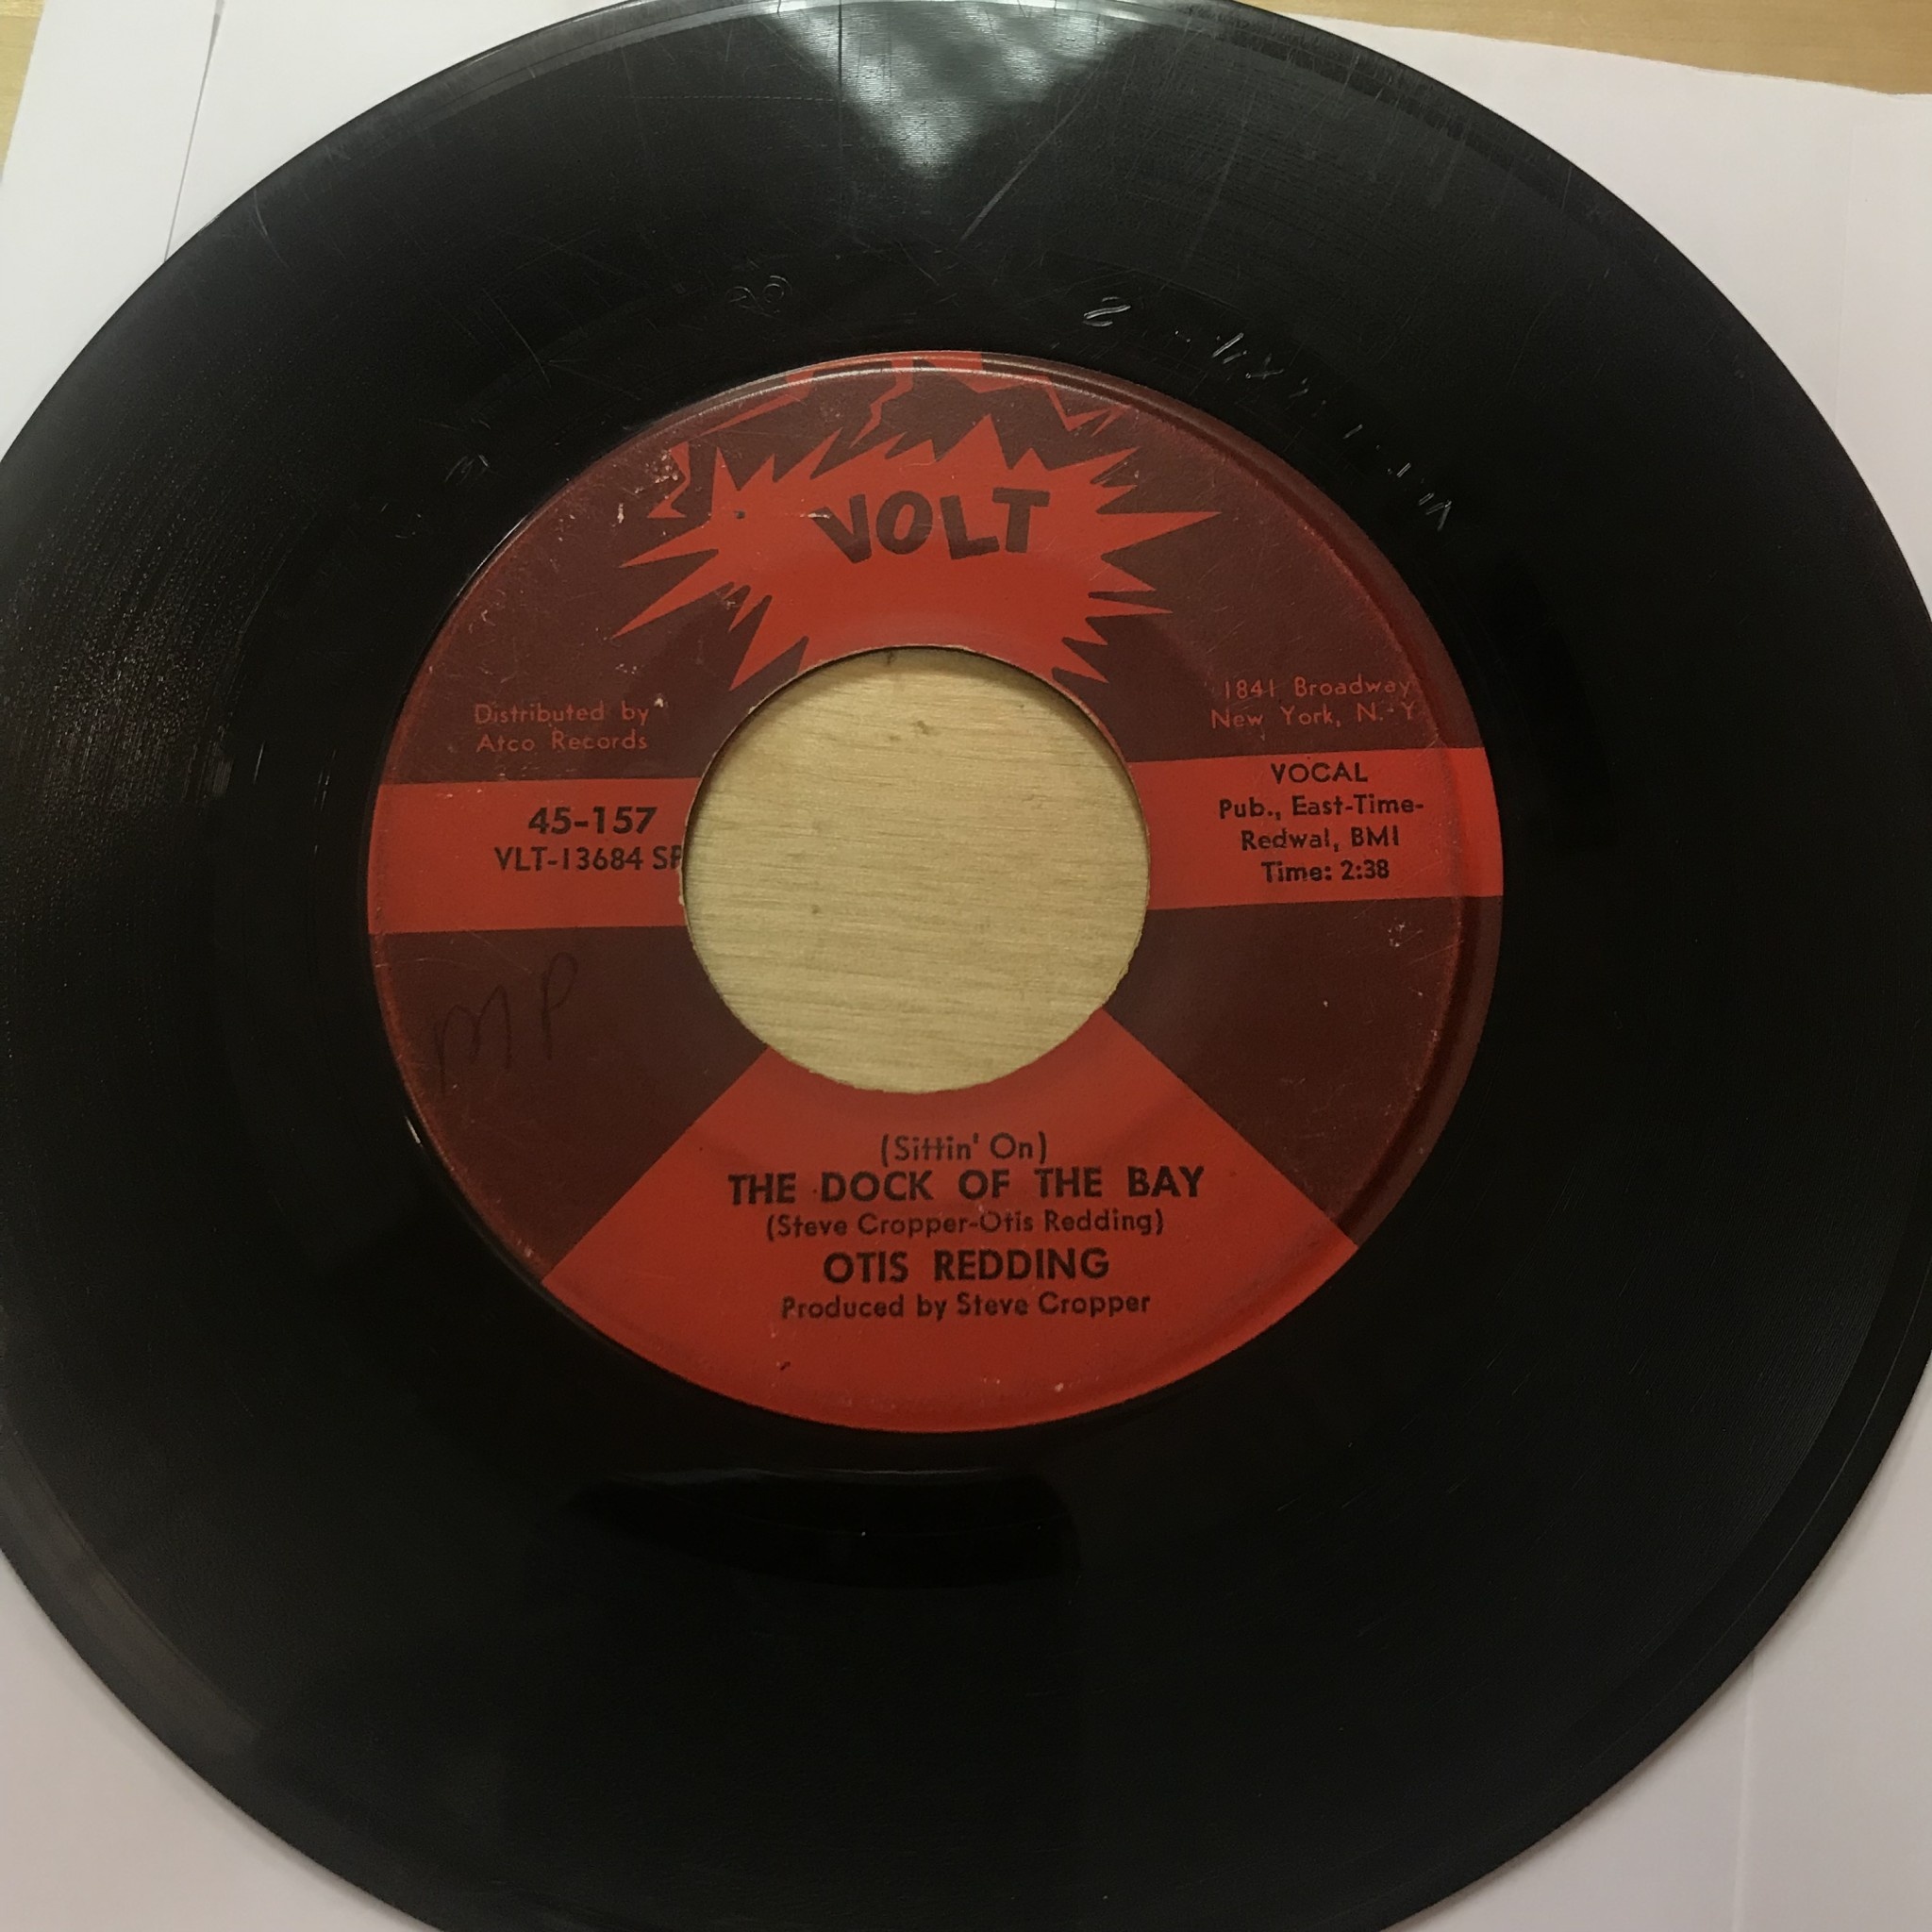 VOLT
Distributed by
Atco Records
1841 Broadway
New York, N.Y
45-157
VLT-13684 SP
VOCAL
Pub., East-Time-
Redwal, BMI
Time: 2:38
MP
(Sittin' On)
THE DOCK OF THE BAY
(Steve Cropper-Otis Redding)
OTIS REDDING
Produced by Steve Cropper